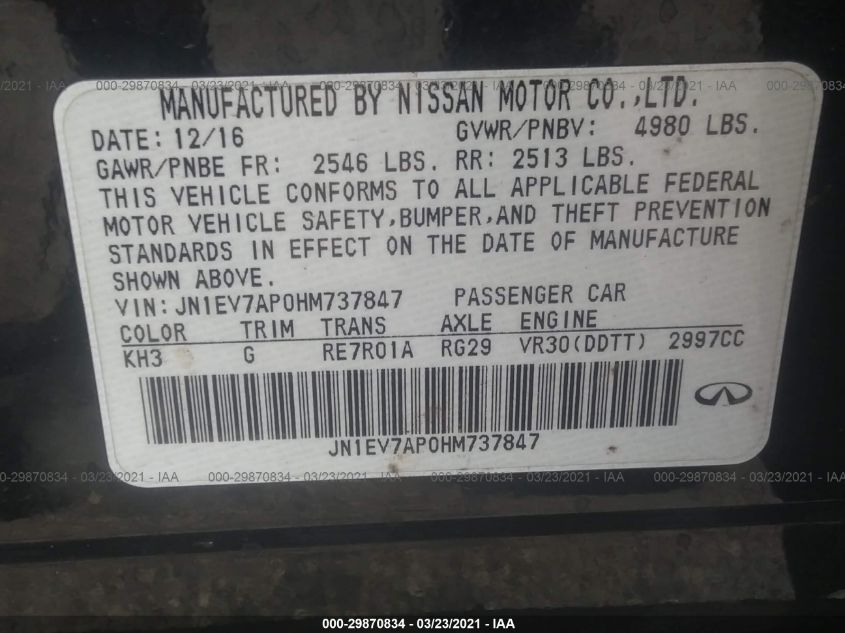 000-29870834 - 03/23/2021 - IAA
MANUFACTURED BY NISSAN MOTOR CO.,LTD.
DATE: 12/16 GVWR/PNBV: 4980 LBS.
GAWR/PNBE FR: 2546 LBS. RR: 2513 LBS.
THIS VEHICLE CONFORMS TO ALL APPLICABLE FEDERAL
MOTOR VEHICLE SAFETY,BUMPER,AND THEFT PREVENTION
STANDARDS IN EFFECT ON THE DATE OF MANUFACTURE
SHOWN ABOVE.
VIN:JN1EV7AP0HM737847 PASSENGER CAR
COLOR TRIM TRANS AXLE ENGINE
KH3 G RE7R01A RG29 VR30(DDTT) 2997CC
JN1EV7AP0HM737847
000-29870834 - 03/23/2021 - IAA
000-29870834 - 03/23/2021 - IAA